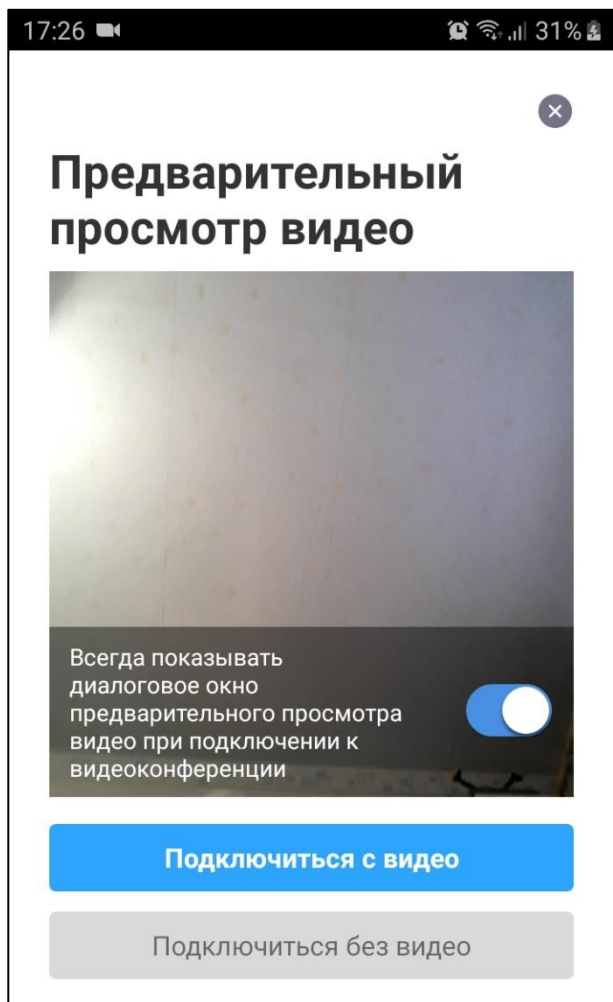 17:26 31%
Предварительный
просмотр видео
Всегда показывать
диалоговое окно
предварительного просмотра
видео при подключении к
видеоконференции
Подключиться с видео
Подключиться без видео